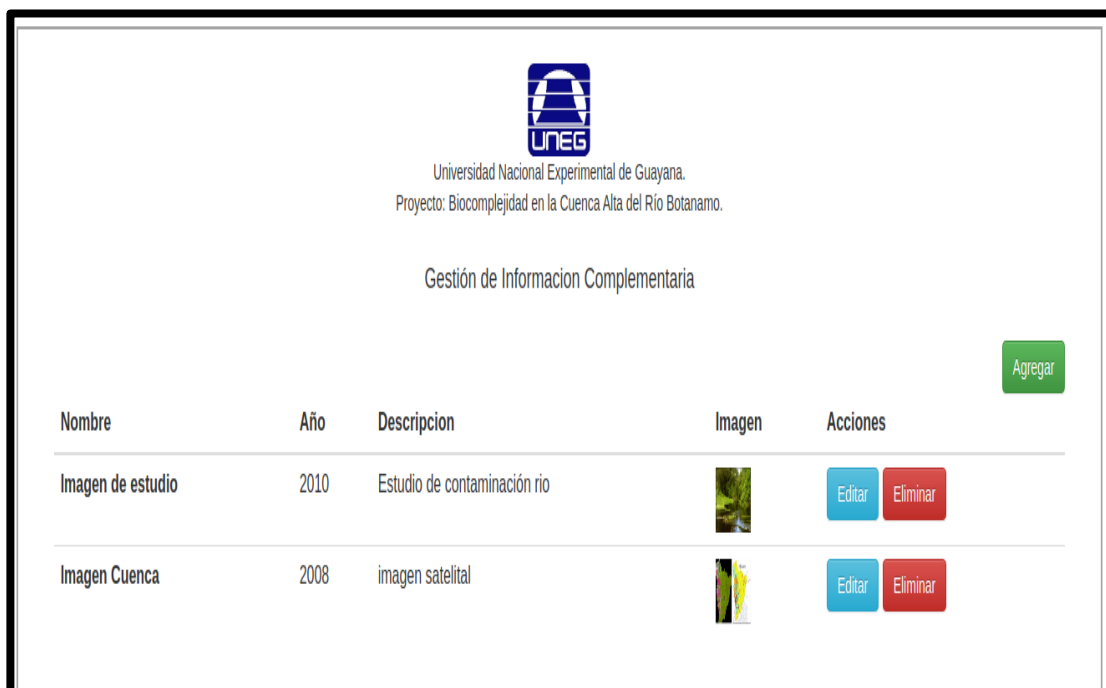 UNEG
Universidad Nacional Experimental de Guayana.
Proyecto: Biocomplejidad en la Cuenca Alta del Río Botanamo.
Gestión de Informacion Complementaria
Agregar
Nombre Año Descripcion Imagen Acciones
Imagen de estudio 2010 Estudio de contaminación rio Editar Eliminar
Imagen Cuenca 2008 imagen satelital Editar Eliminar